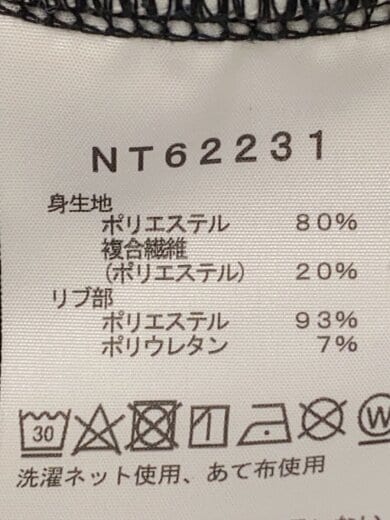 NT62231
身生地
ポリエステル 80%
複合繊維
(ポリエステル) 20%
リブ部
ポリエステル 93%
ポリウレタン 7%
30 W
洗濯ネット使用、あて布使用